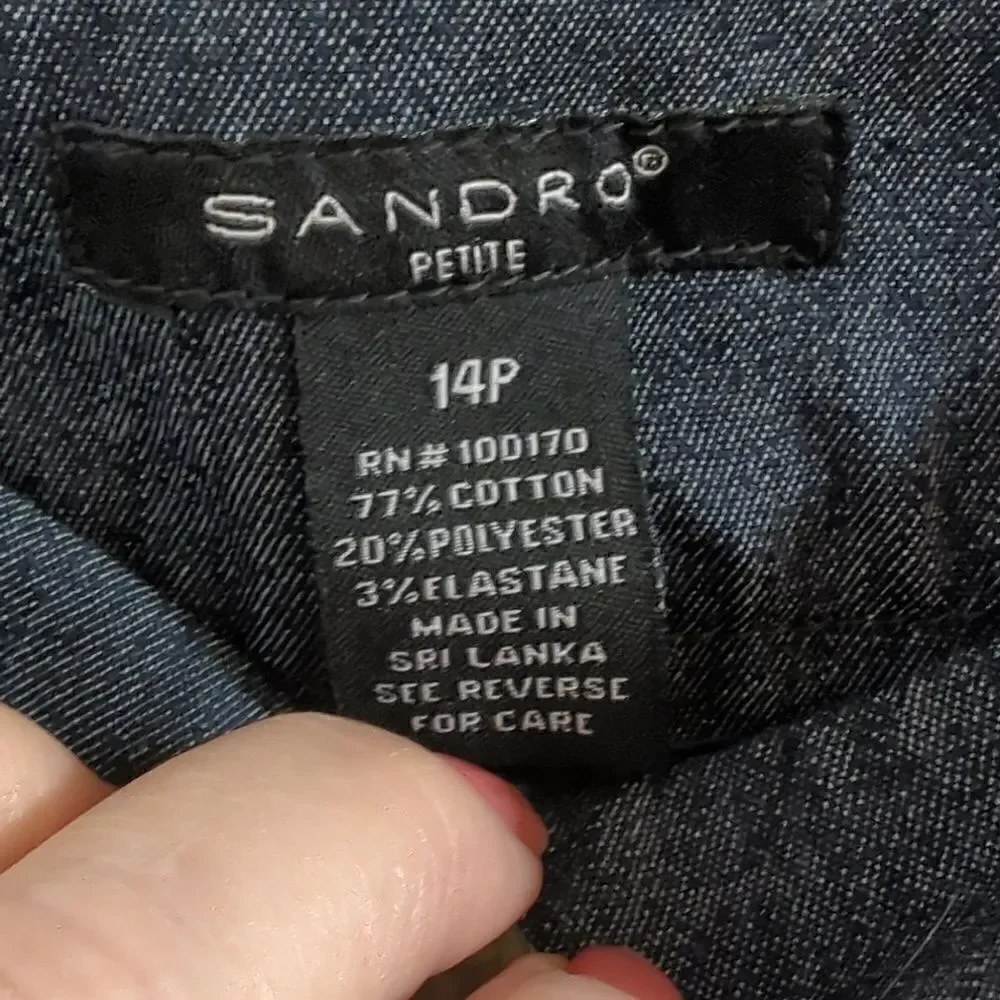 SANDRO®
PETITE
14P
RN # 100170
77% COTTON
20% POLYESTER
3% ELASTANE
MADE IN
SRI LANKA
SEE REVERSE
FOR CARE